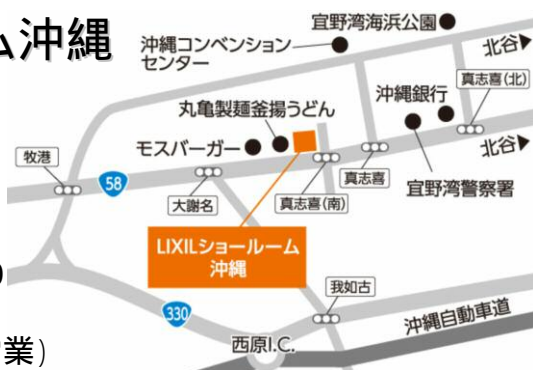 ム沖縄
宜野湾海浜公園
沖縄コンベンション
センター
北谷
真志喜(北)
沖縄銀行
丸亀製麺釜揚うどん
モスバーガー
北谷
牧港
58
真志喜
宜野湾警察署
大謝名
真志喜(南)
LIXILショールーム
沖縄
我如古
330
沖縄自動車道
西原I.C.
業)